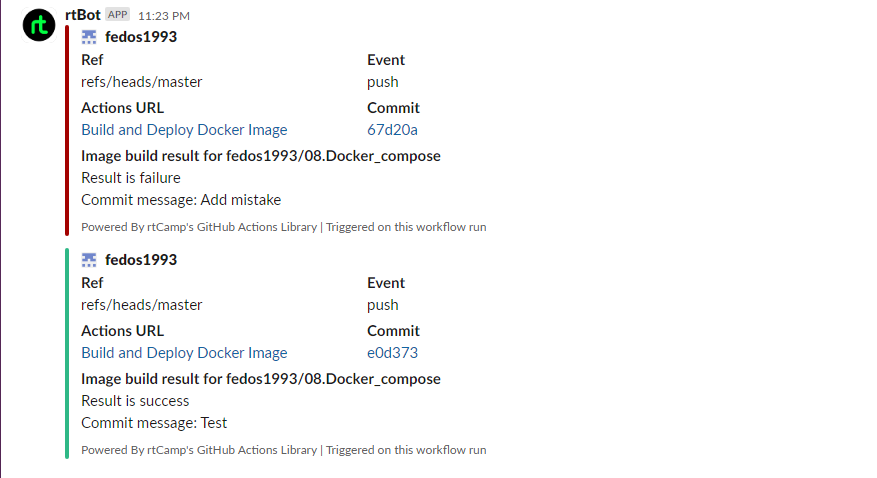 rtBot APP 11:23 PM
fedos1993
Ref Event
refs/heads/master push
Actions URL Commit
Build and Deploy Docker Image 67d20a
Image build result for fedos1993/08.Docker_compose
Result is failure
Commit message: Add mistake
Powered By rtCamp's GitHub Actions Library | Triggered on this workflow run
fedos1993
Ref Event
refs/heads/master push
Actions URL Commit
Build and Deploy Docker Image e0d373
Image build result for fedos1993/08.Docker_compose
Result is success
Commit message: Test
Powered By rtCamp's GitHub Actions Library | Triggered on this workflow run